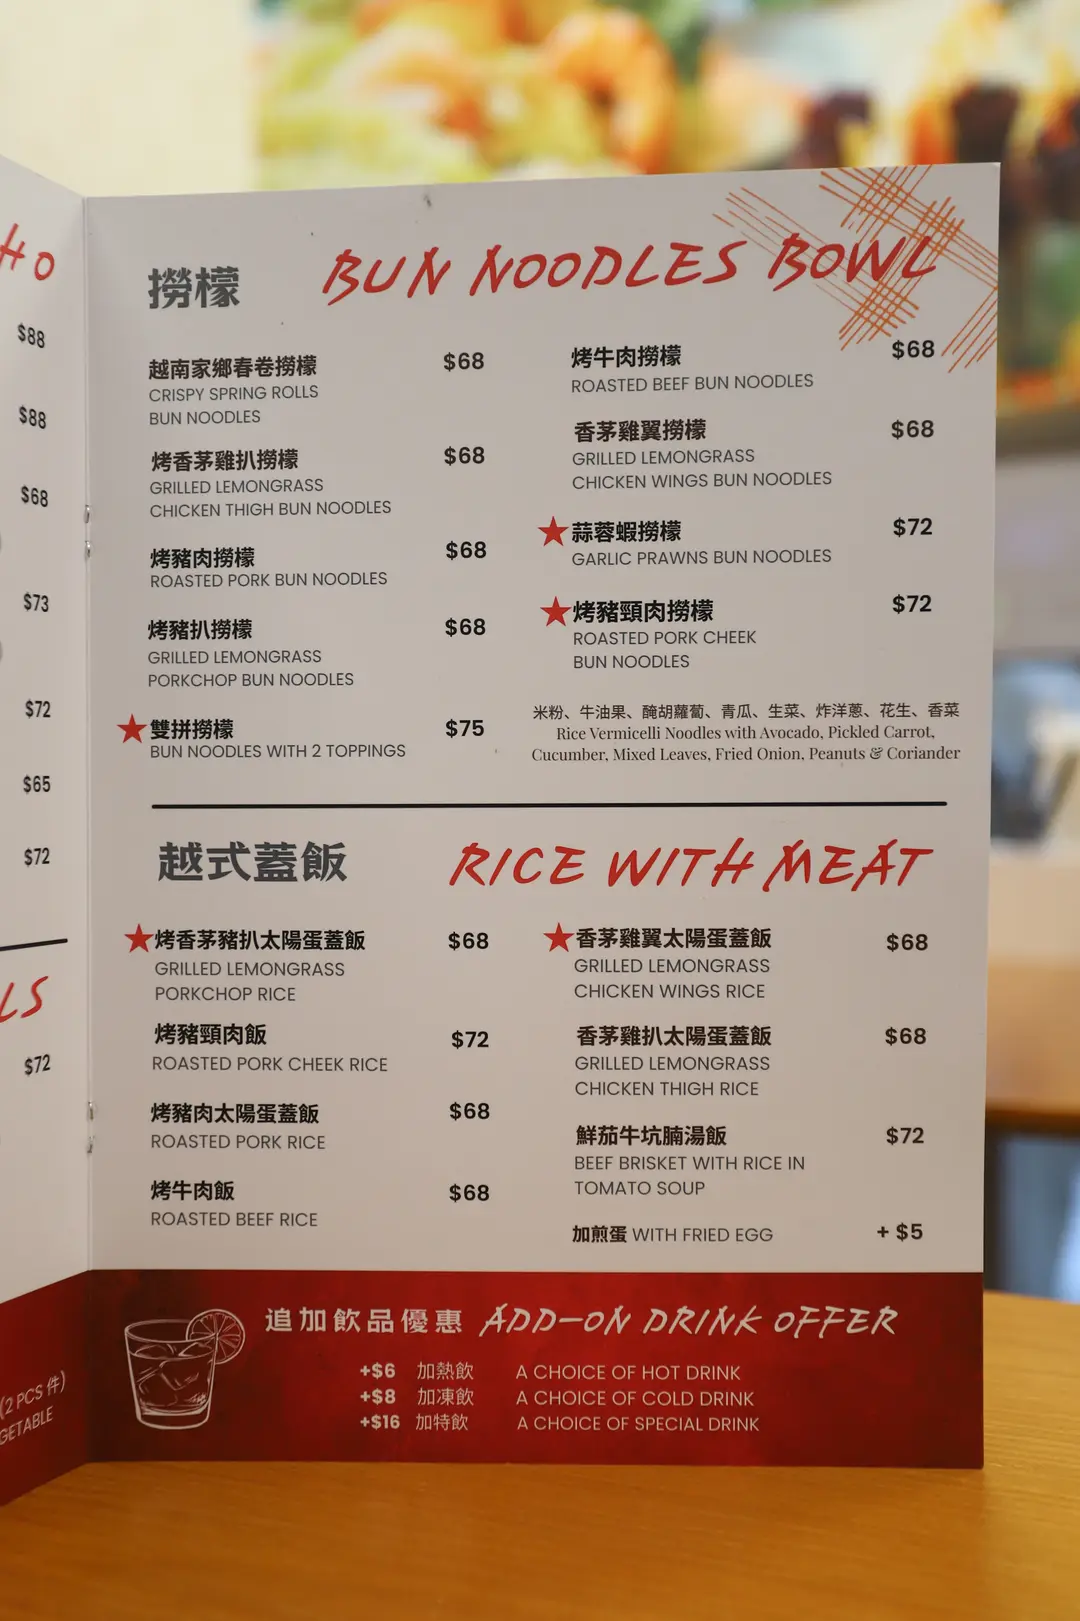 HO
$88
$88
$68
$73
$72
$65
$72
LS
$72
(2 PCS 件)
GETABLE
撈檬 BUN NOODLES BOWL
越南家鄉春卷撈檬 $68
CRISPY SPRING ROLLS
BUN NOODLES
烤香茅雞扒撈檬 $68
GRILLED LEMONGRASS
CHICKEN THIGH BUN NOODLES
烤豬肉撈檬 $68
ROASTED PORK BUN NOODLES
烤豬扒撈檬 $68
GRILLED LEMONGRASS
PORKCHOP BUN NOODLES
★雙拼撈檬 $75
BUN NOODLES WITH 2 TOPPINGS
烤牛肉撈檬 $68
ROASTED BEEF BUN NOODLES
香茅雞翼撈檬 $68
GRILLED LEMONGRASS
CHICKEN WINGS BUN NOODLES
★蒜蓉蝦撈檬 $72
GARLIC PRAWNS BUN NOODLES
★烤豬頸肉撈檬 $72
ROASTED PORK CHEEK
BUN NOODLES
米粉、牛油果、醃胡蘿蔔、青瓜、生菜、炸洋蔥、花生、香菜
Rice Vermicelli Noodles with Avocado, Pickled Carrot,
Cucumber, Mixed Leaves, Fried Onion, Peanuts & Coriander
越式蓋飯 RICE WITH MEAT
★烤香茅豬扒太陽蛋蓋飯 $68
GRILLED LEMONGRASS
PORKCHOP RICE
烤豬頸肉飯 $72
ROASTED PORK CHEEK RICE
烤豬肉太陽蛋蓋飯 $68
ROASTED PORK RICE
烤牛肉飯 $68
ROASTED BEEF RICE
★香茅雞翼太陽蛋蓋飯 $68
GRILLED LEMONGRASS
CHICKEN WINGS RICE
香茅雞扒太陽蛋蓋飯 $68
GRILLED LEMONGRASS
CHICKEN THIGH RICE
鮮茄牛坑腩湯飯 $72
BEEF BRISKET WITH RICE IN
TOMATO SOUP
加煎蛋 WITH FRIED EGG + $5
追加飲品優惠 ADD-ON DRINK OFFER
+$6 加熱飲 A CHOICE OF HOT DRINK
+$8 加凍飲 A CHOICE OF COLD DRINK
+$16 加特飲 A CHOICE OF SPECIAL DRINK